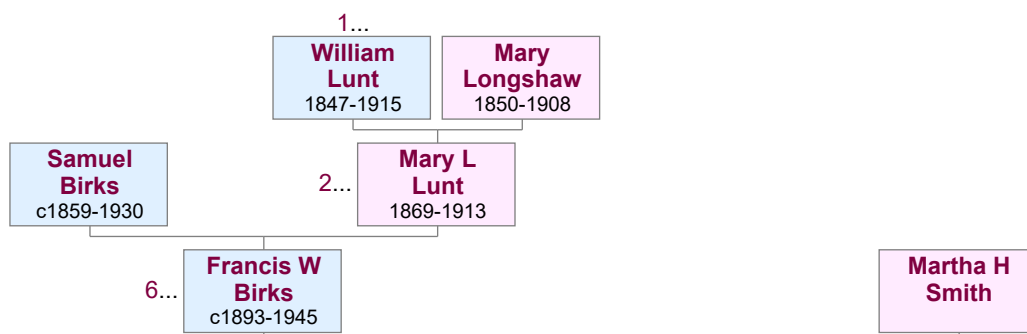 1...
William
Lunt
1847-1915
Mary
Longshaw
1850-1908
Samuel
Birks
c1859-1930
2...
Mary L
Lunt
1869-1913
6...
Francis W
Birks
c1893-1945
Martha H
Smith